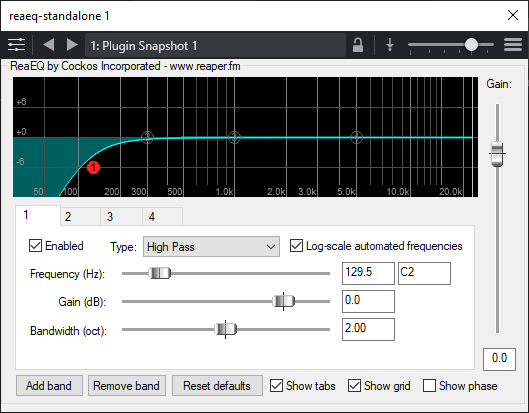 reaeq-standalone 1
1: Plugin Snapshot 1
ReaEQ by Cockos Incorporated - www.reaper.fm
Gain:
+6
+0
-6
1
2
3
4
50 100 200 300 500 1.0k 2.0k 3.0k 5.0k 10.0k 20.0k
1 2 3 4
Enabled Type: High Pass Log-scale automated frequencies
Frequency (Hz): 129.5 C2
Gain (dB): 0.0
Bandwidth (oct): 2.00
0.0
Add band Remove band Reset defaults Show tabs Show grid Show phase